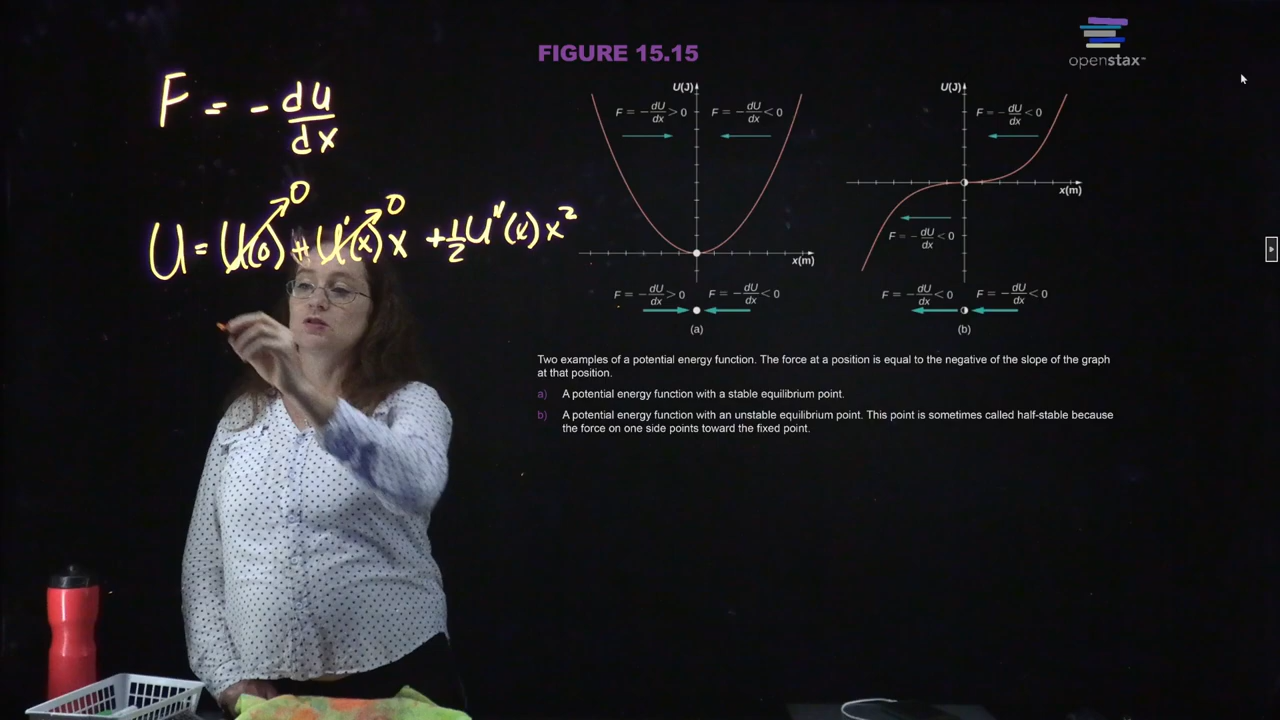 F = - dU/dx
U = U(0) + U'(x) x + 1/2 U''(x) x²
0
0
FIGURE 15.15
openstax™
U(J)
F = − dU/dx > 0
F = − dU/dx < 0
x(m)
F = − dU/dx > 0
F = − dU/dx < 0
(a)
U(J)
F = − dU/dx < 0
x(m)
F = − dU/dx < 0
F = − dU/dx < 0
F = − dU/dx < 0
(b)
Two examples of a potential energy function. The force at a position is equal to the negative of the slope of the graph
at that position.
a) A potential energy function with a stable equilibrium point.
b) A potential energy function with an unstable equilibrium point. This point is sometimes called half-stable because
the force on one side points toward the fixed point.